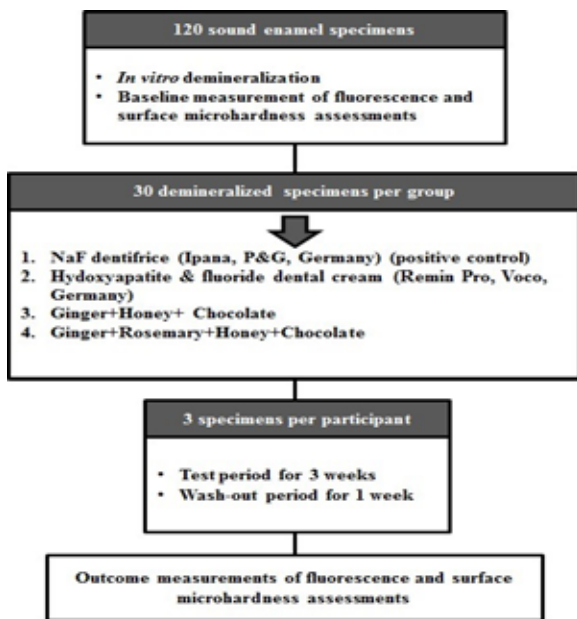 120 sound enamel specimens
• In vitro demineralization
• Baseline measurement of fluorescence and
surface microhardness assessments
30 demineralized specimens per group
1. NaF dentifrice (Ipana, P&G, Germany) (positive control)
2. Hydoxyapatite & fluoride dental cream (Remin Pro, Voco,
Germany)
3. Ginger+Honey+ Chocolate
4. Ginger+Rosemary+Honey+Chocolate
3 specimens per participant
• Test period for 3 weeks
• Wash-out period for 1 week
Outcome measurements of fluorescence and surface
microhardness assessments